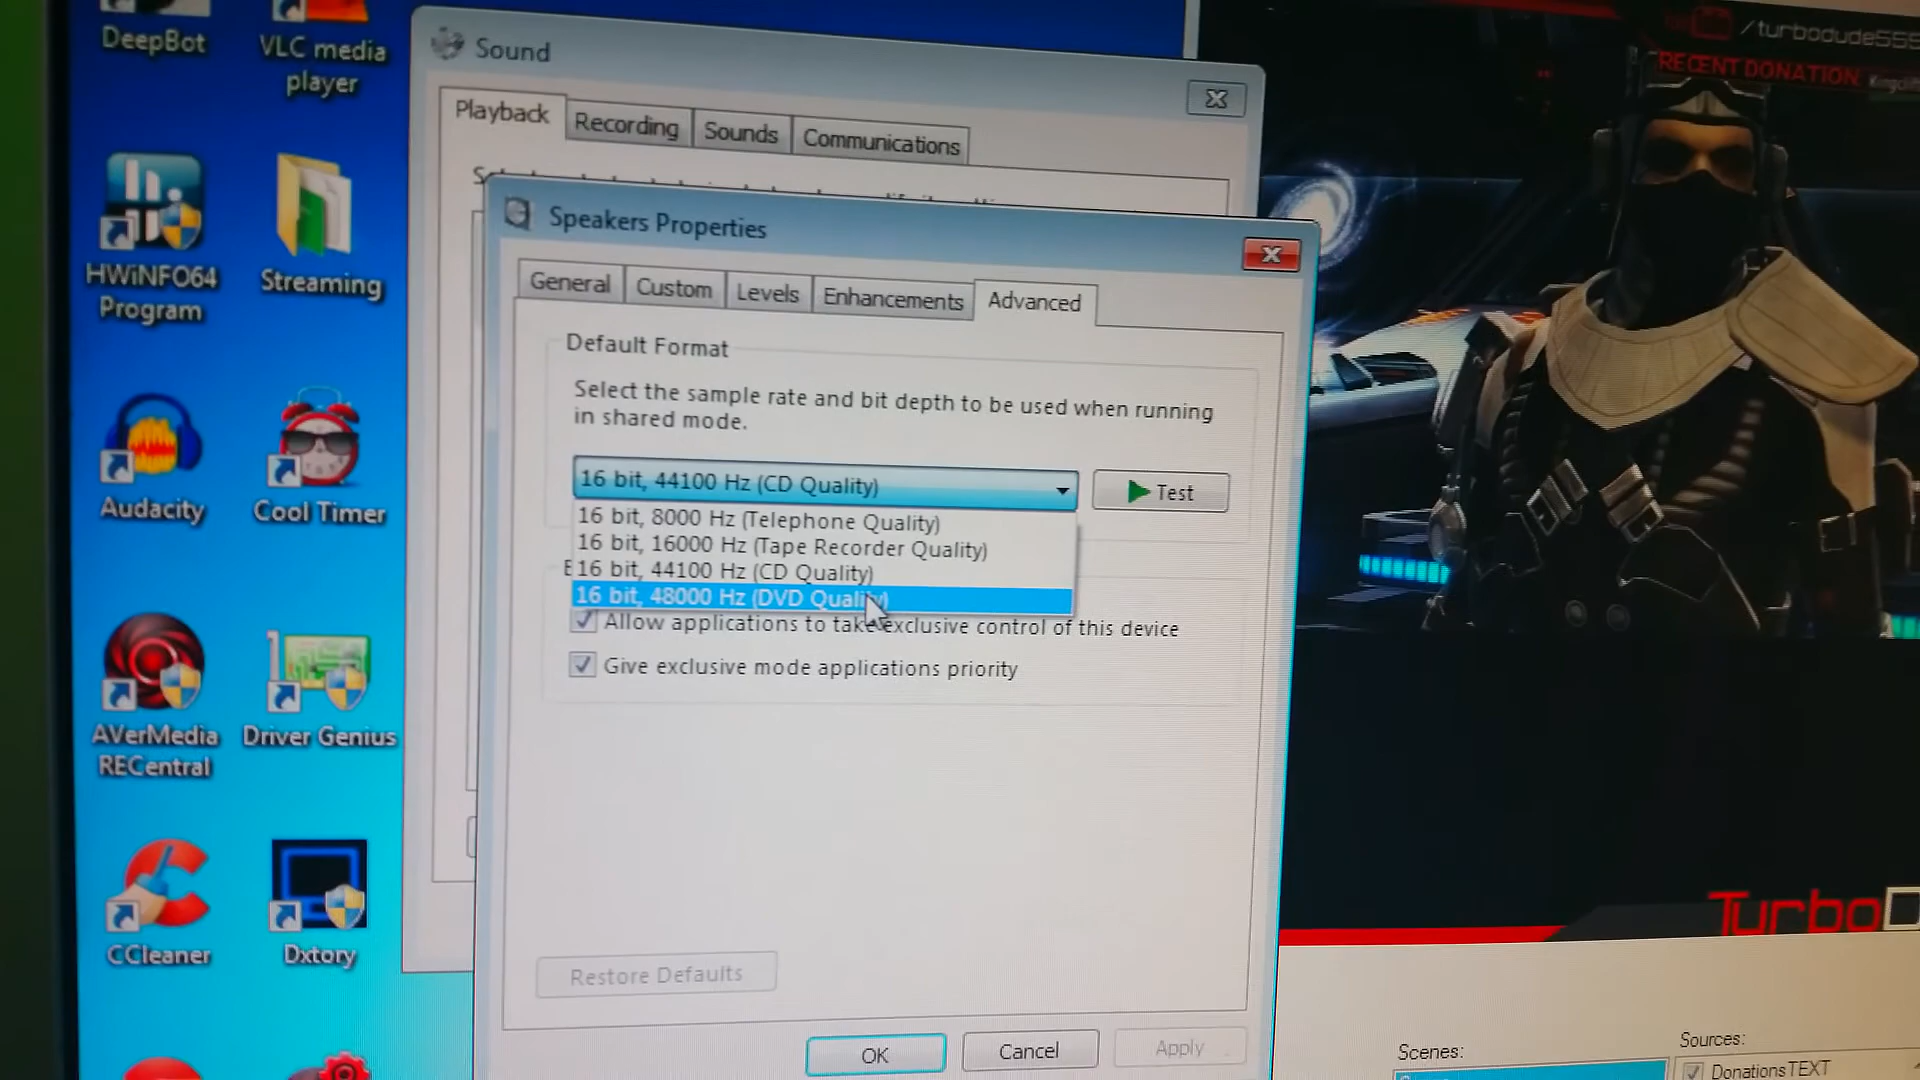 DeepBot
VLC media
player
HWiNFO64
Program
Streaming
Audacity
Cool Timer
AVerMedia
RECentral
Driver Genius
CCleaner
Dxtory
Sound
Playback
Recording
Sounds
Communications
Speakers Properties
General
Custom
Levels
Enhancements
Advanced
Default Format
Select the sample rate and bit depth to be used when running
in shared mode.
16 bit, 44100 Hz (CD Quality)
Test
16 bit, 8000 Hz (Telephone Quality)
16 bit, 16000 Hz (Tape Recorder Quality)
16 bit, 44100 Hz (CD Quality)
16 bit, 48000 Hz (DVD Quality)
Allow applications to take exclusive control of this device
Give exclusive mode applications priority
Restore Defaults
OK
Cancel
Apply
/turbodude555
RECENT DONATION
Turbo
Scenes:
Sources:
DonationsTEXT